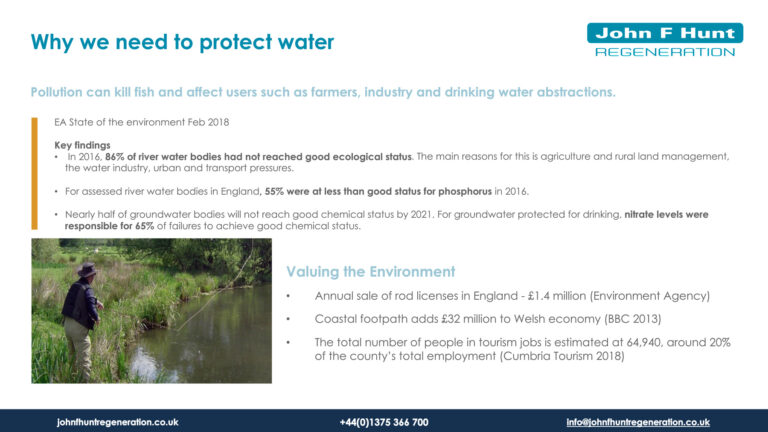 Why we need to protect water
John F Hunt
REGENERATION
Pollution can kill fish and affect users such as farmers, industry and drinking water abstractions.
EA State of the environment Feb 2018
Key findings
• In 2016, 86% of river water bodies had not reached good ecological status. The main reasons for this is agriculture and rural land management,
the water industry, urban and transport pressures.
• For assessed river water bodies in England, 55% were at less than good status for phosphorus in 2016.
• Nearly half of groundwater bodies will not reach good chemical status by 2021. For groundwater protected for drinking, nitrate levels were
responsible for 65% of failures to achieve good chemical status.
Valuing the Environment
• Annual sale of rod licenses in England - £1.4 million (Environment Agency)
• Coastal footpath adds £32 million to Welsh economy (BBC 2013)
• The total number of people in tourism jobs is estimated at 64,940, around 20%
of the county's total employment (Cumbria Tourism 2018)
johnfhuntregeneration.co.uk
+44(0)1375 366 700
info@johnfhuntregeneration.co.uk